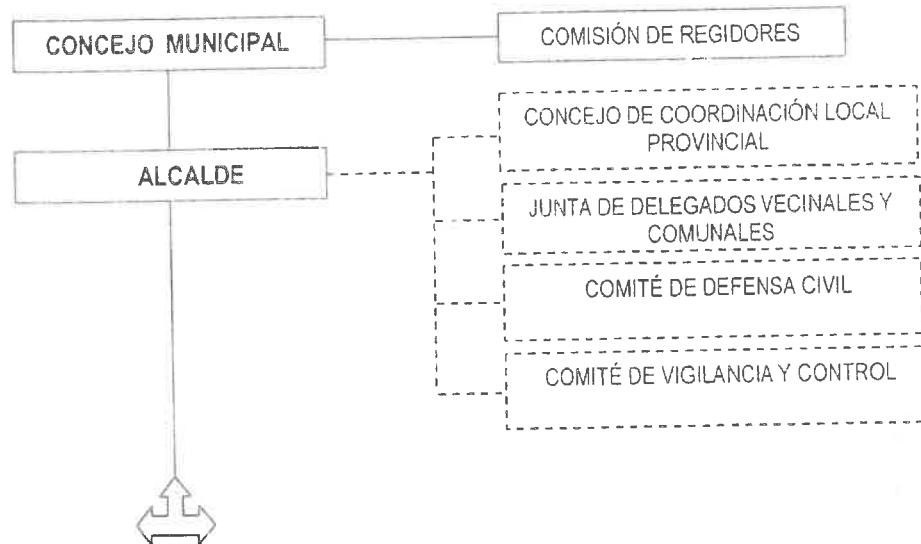 CONCEJO MUNICIPAL
COMISIÓN DE REGIDORES
CONCEJO DE COORDINACIÓN LOCAL
PROVINCIAL
ALCALDE
JUNTA DE DELEGADOS VECINALES Y
COMUNALES
COMITÉ DE DEFENSA CIVIL
COMITÉ DE VIGILANCIA Y CONTROL